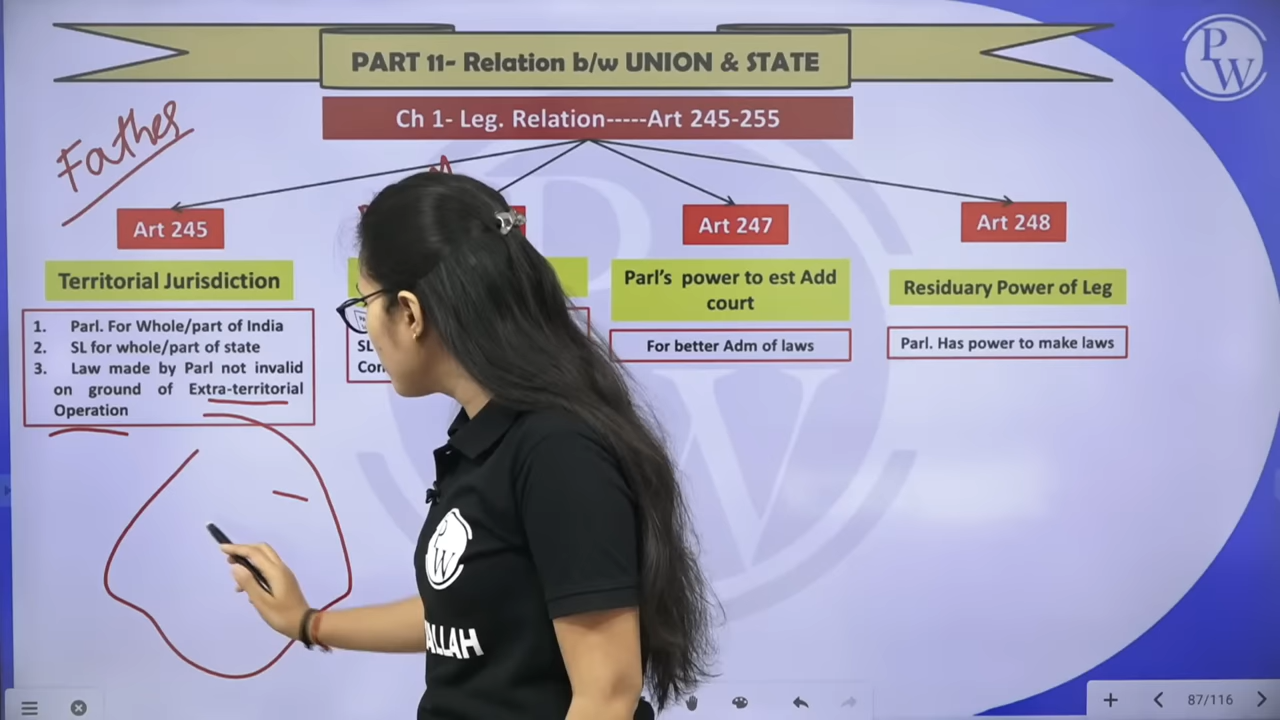 PART 11- Relation b/w UNION & STATE
PW
Ch 1- Leg. Relation-----Art 245-255
Fathes
Art 245
Art 247
Art 248
Territorial Jurisdiction
Parl's power to est Add
court
Residuary Power of Leg
1. Parl. For Whole/part of India
2. SL for whole/part of state
3. Law made by Parl not invalid
on ground of Extra-territorial
Operation
SL
For better Adm of laws
Parl. Has power to make laws
PW
ALLAH
87/116